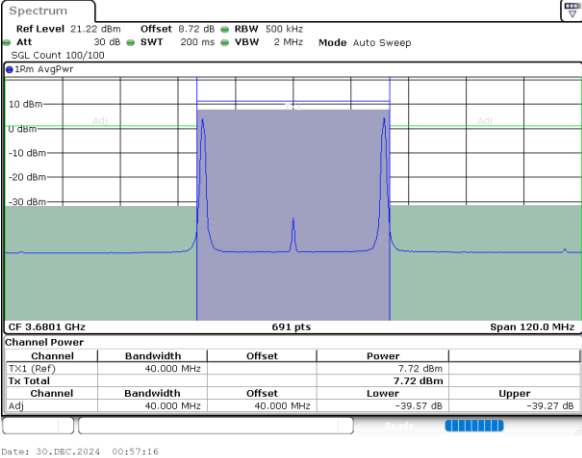 Spectrum
Ref Level 21.22 dBm Offset 8.72 dB RBW 500 kHz
Att 30 dB SWT 200 ms VBW 2 MHz Mode Auto Sweep
SGL Count 100/100
1Rm AvgPwr
10 dBm
Adj Adj
0 dBm
-10 dBm
-20 dBm
-30 dBm
CF 3.6801 GHz 691 pts Span 120.0 MHz
Channel Power
Channel Bandwidth Offset Power
TX1 (Ref) 40.000 MHz 7.72 dBm
Tx Total 7.72 dBm
Channel Bandwidth Offset Lower Upper
Adj 40.000 MHz 40.000 MHz -39.57 dB -39.27 dB
Ready
Date: 30.DEC.2024 00:57:16